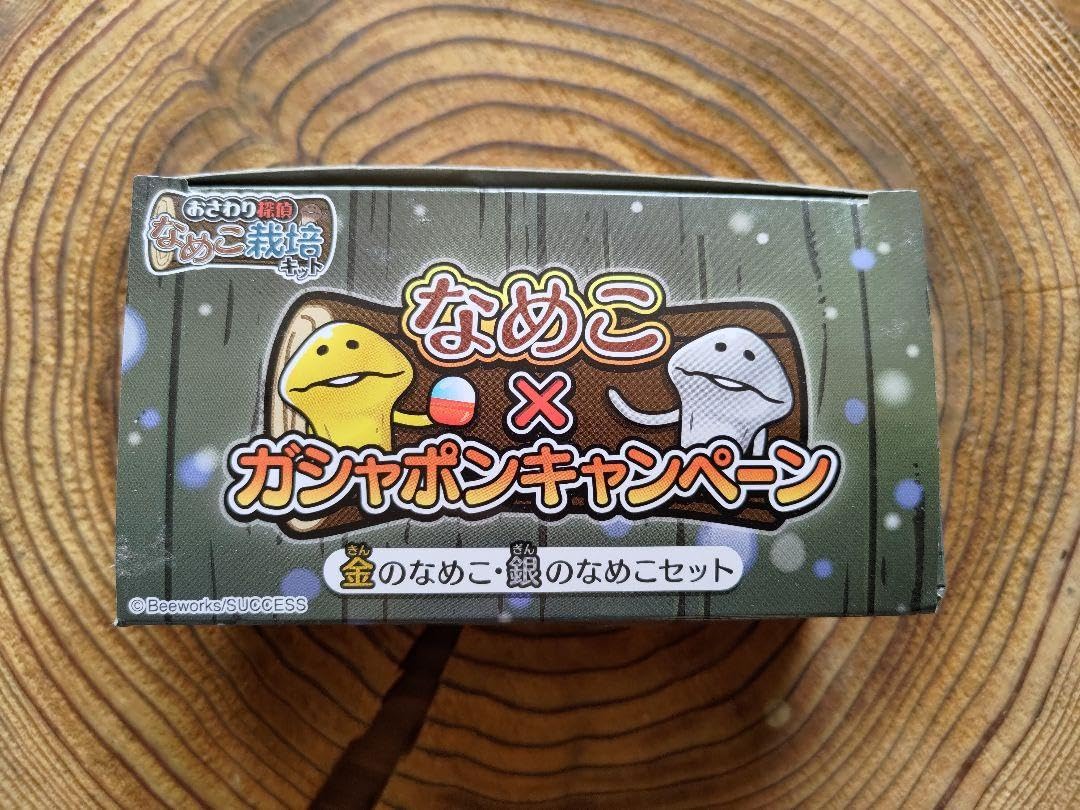 おさわり探偵
なめこ栽培
キット
なめこ
×
ガシャポンキャンペーン
きん ぎん
金のなめこ・銀のなめこセット
©Beeworks/SUCCESS